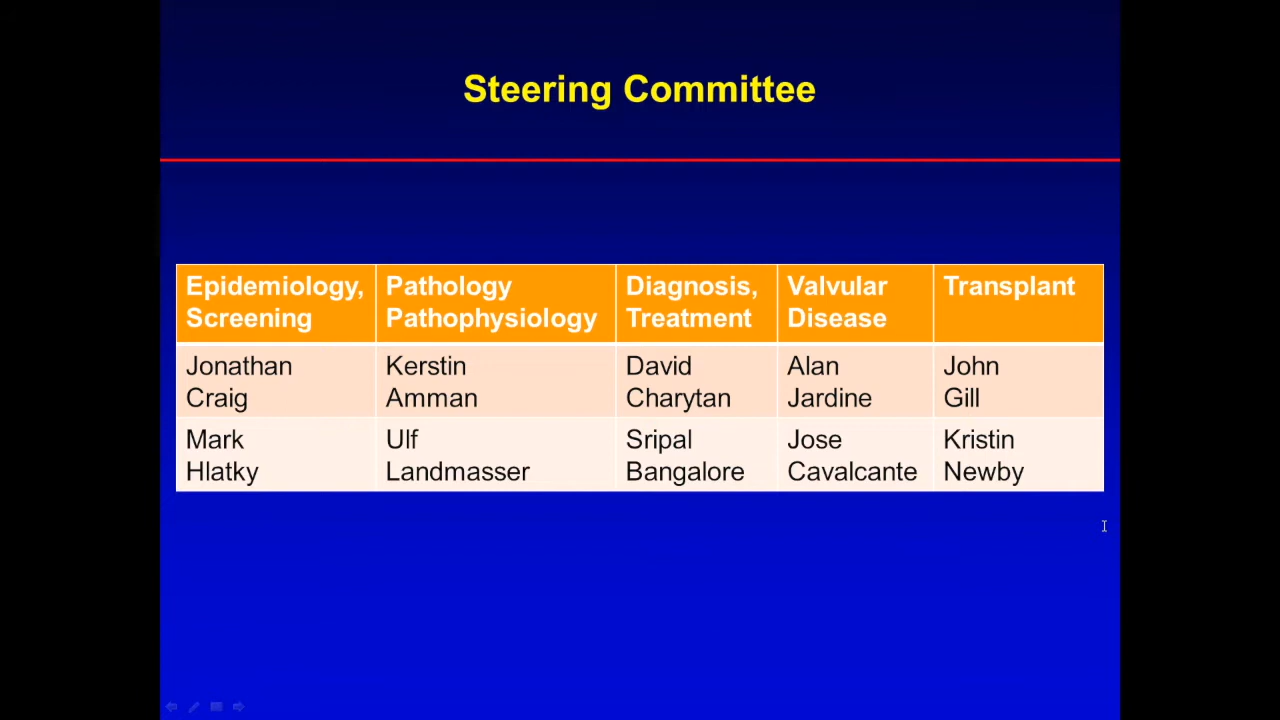 Steering Committee
Epidemiology, Screening
Pathology Pathophysiology
Diagnosis, Treatment
Valvular Disease
Transplant
Jonathan Craig
Kerstin Amman
David Charytan
Alan Jardine
John Gill
Mark Hlatky
Ulf Landmasser
Sripal Bangalore
Jose Cavalcante
Kristin Newby